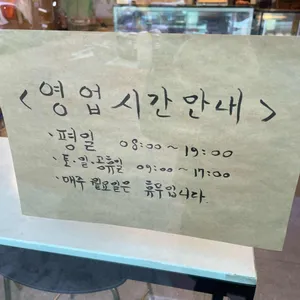 <영업시간안내>
·평일 08:00~19:00
·토·일·공휴일 09:00~17:00
·매주 월요일은 휴무입니다.